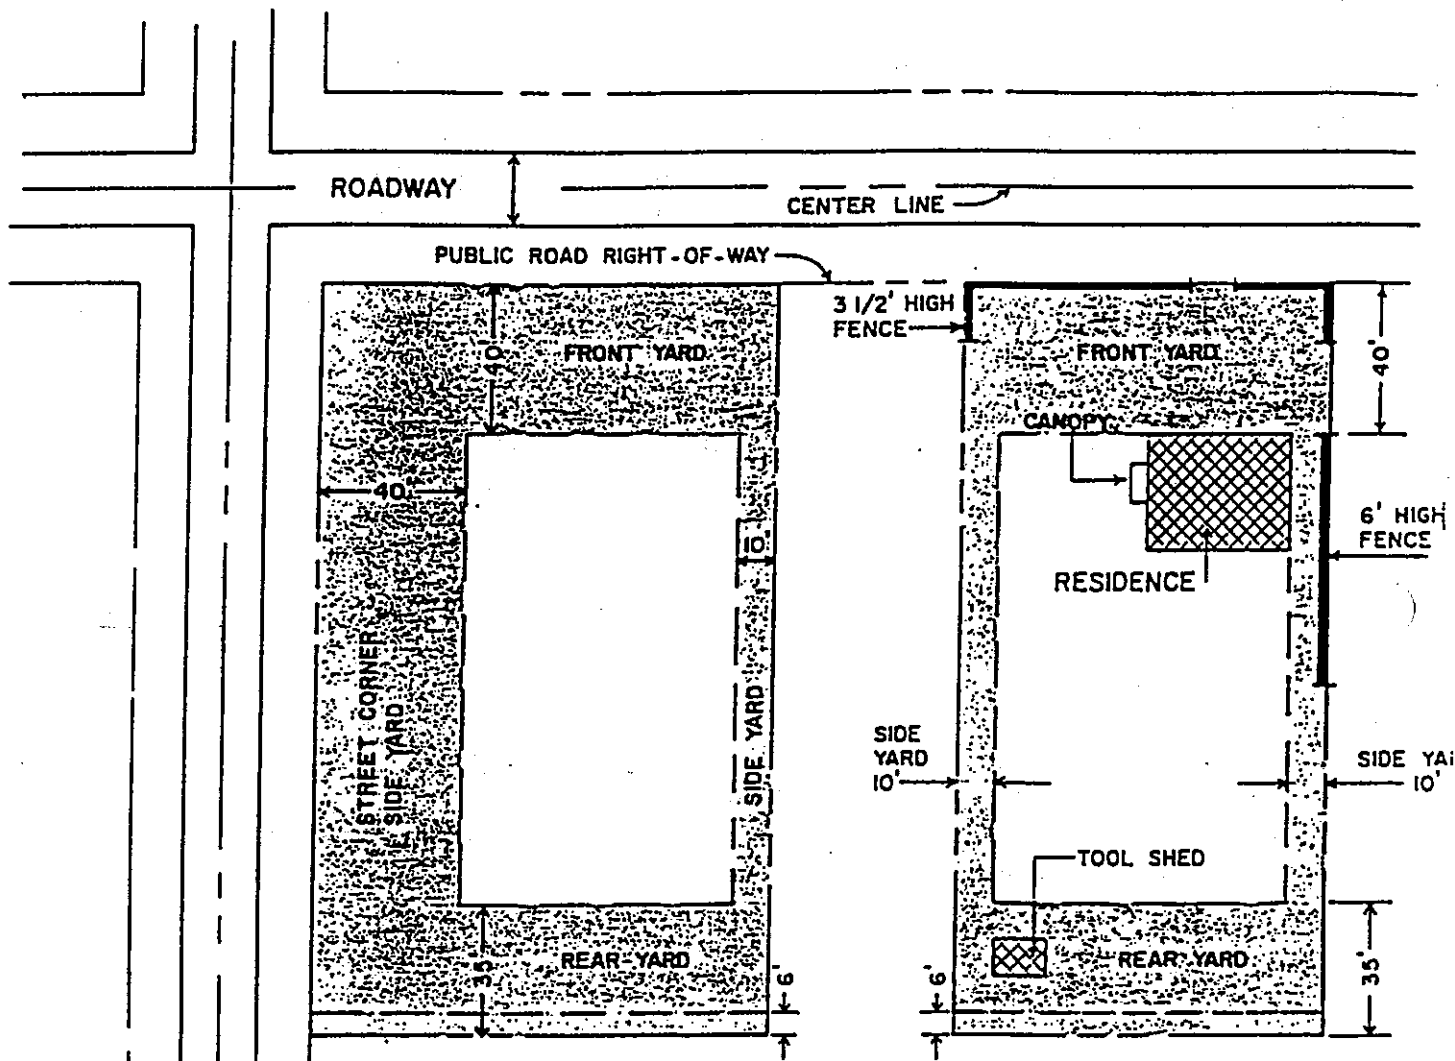 ROADWAY
CENTER LINE
PUBLIC ROAD RIGHT-OF-WAY
3 1/2' HIGH
FENCE
40'
FRONT YARD
FRONT YARD
40'
CANOPY
40'
10'
6' HIGH
FENCE
RESIDENCE
STREET CORNER
SIDE YARD
SIDE YARD
SIDE
YARD
10'
SIDE YAI
10'
TOOL SHED
35'
REAR YARD
6'
6'
REAR YARD
35'